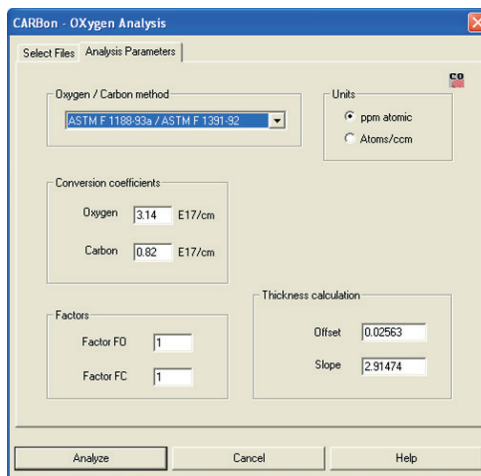 CARBon - OXygen Analysis
Select Files Analysis Parameters
CO
Oxygen / Carbon method
ASTM F 1188-93a / ASTM F 1391-92
Units
ppm atomic
Atoms/ccm
Conversion coefficients
Oxygen 3.14 E17/cm
Carbon 0.82 E17/cm
Factors
Factor FO 1
Factor FC 1
Thickness calculation
Offset 0.02563
Slope 2.91474
Analyze Cancel Help